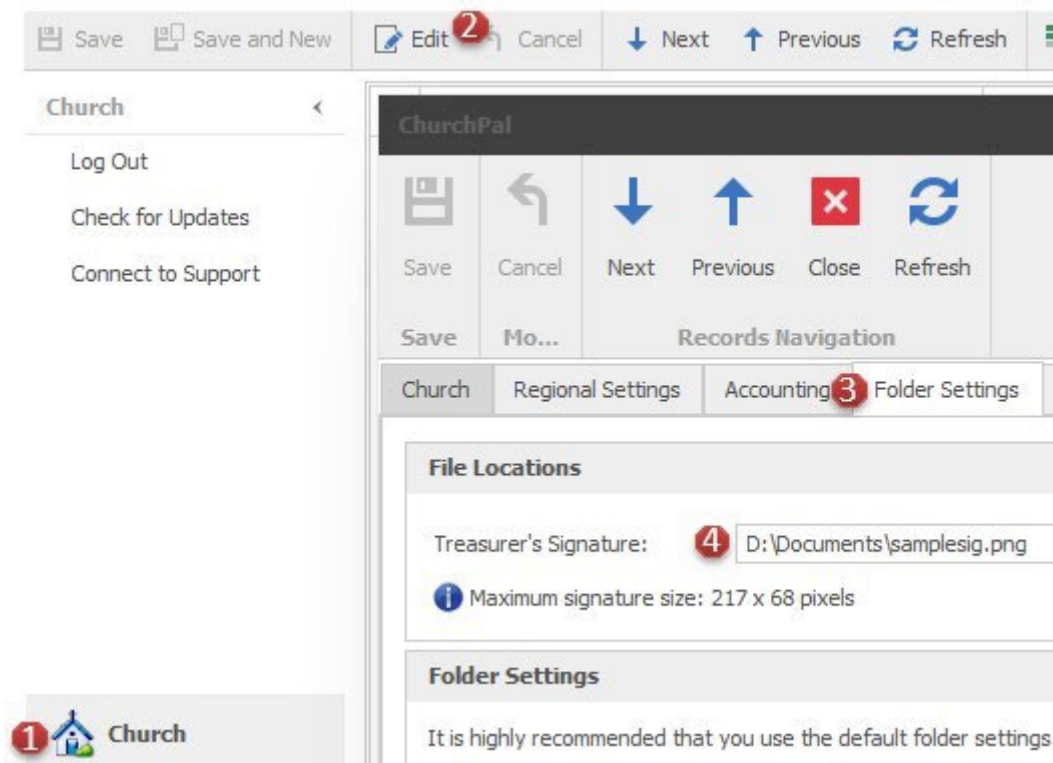 Save Save and New Edit 2 Cancel Next Previous Refresh
Church
Log Out
Check for Updates
Connect to Support
ChurchPal
Save Cancel Next Previous Close Refresh
Save Mo... Records Navigation
Church Regional Settings Accounting 3 Folder Settings
File Locations
Treasurer's Signature: 4 D:\Documents\samplesig.png
Maximum signature size: 217 x 68 pixels
Folder Settings
It is highly recommended that you use the default folder settings
1 Church